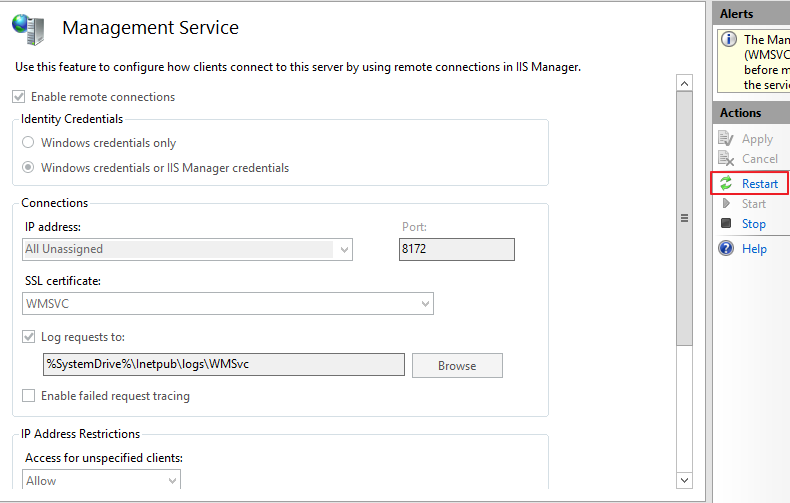 Management Service
Use this feature to configure how clients connect to this server by using remote connections in IIS Manager.
Enable remote connections
Identity Credentials
Windows credentials only
Windows credentials or IIS Manager credentials
Connections
IP address:
Port:
All Unassigned
8172
SSL certificate:
WMSVC
Log requests to:
%SystemDrive%\Inetpub\logs\WMSvc
Browse
Enable failed request tracing
IP Address Restrictions
Access for unspecified clients:
Allow
Alerts
The Man
(WMSVC
before m
the servi
Actions
Apply
Cancel
Restart
Start
Stop
Help